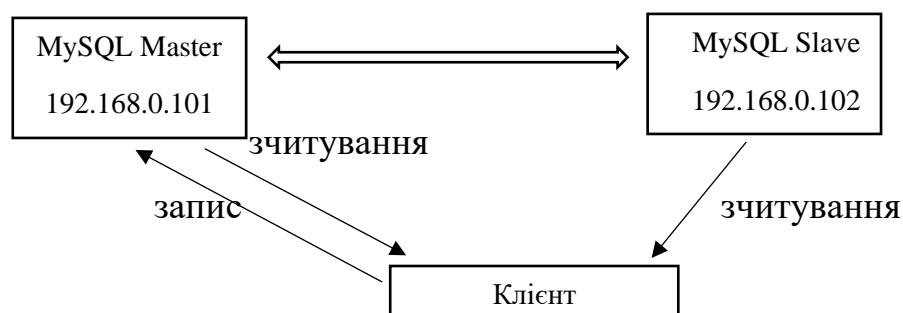 MySQL Master
192.168.0.101
MySQL Slave
192.168.0.102
зчитування
запис
зчитування
Клієнт